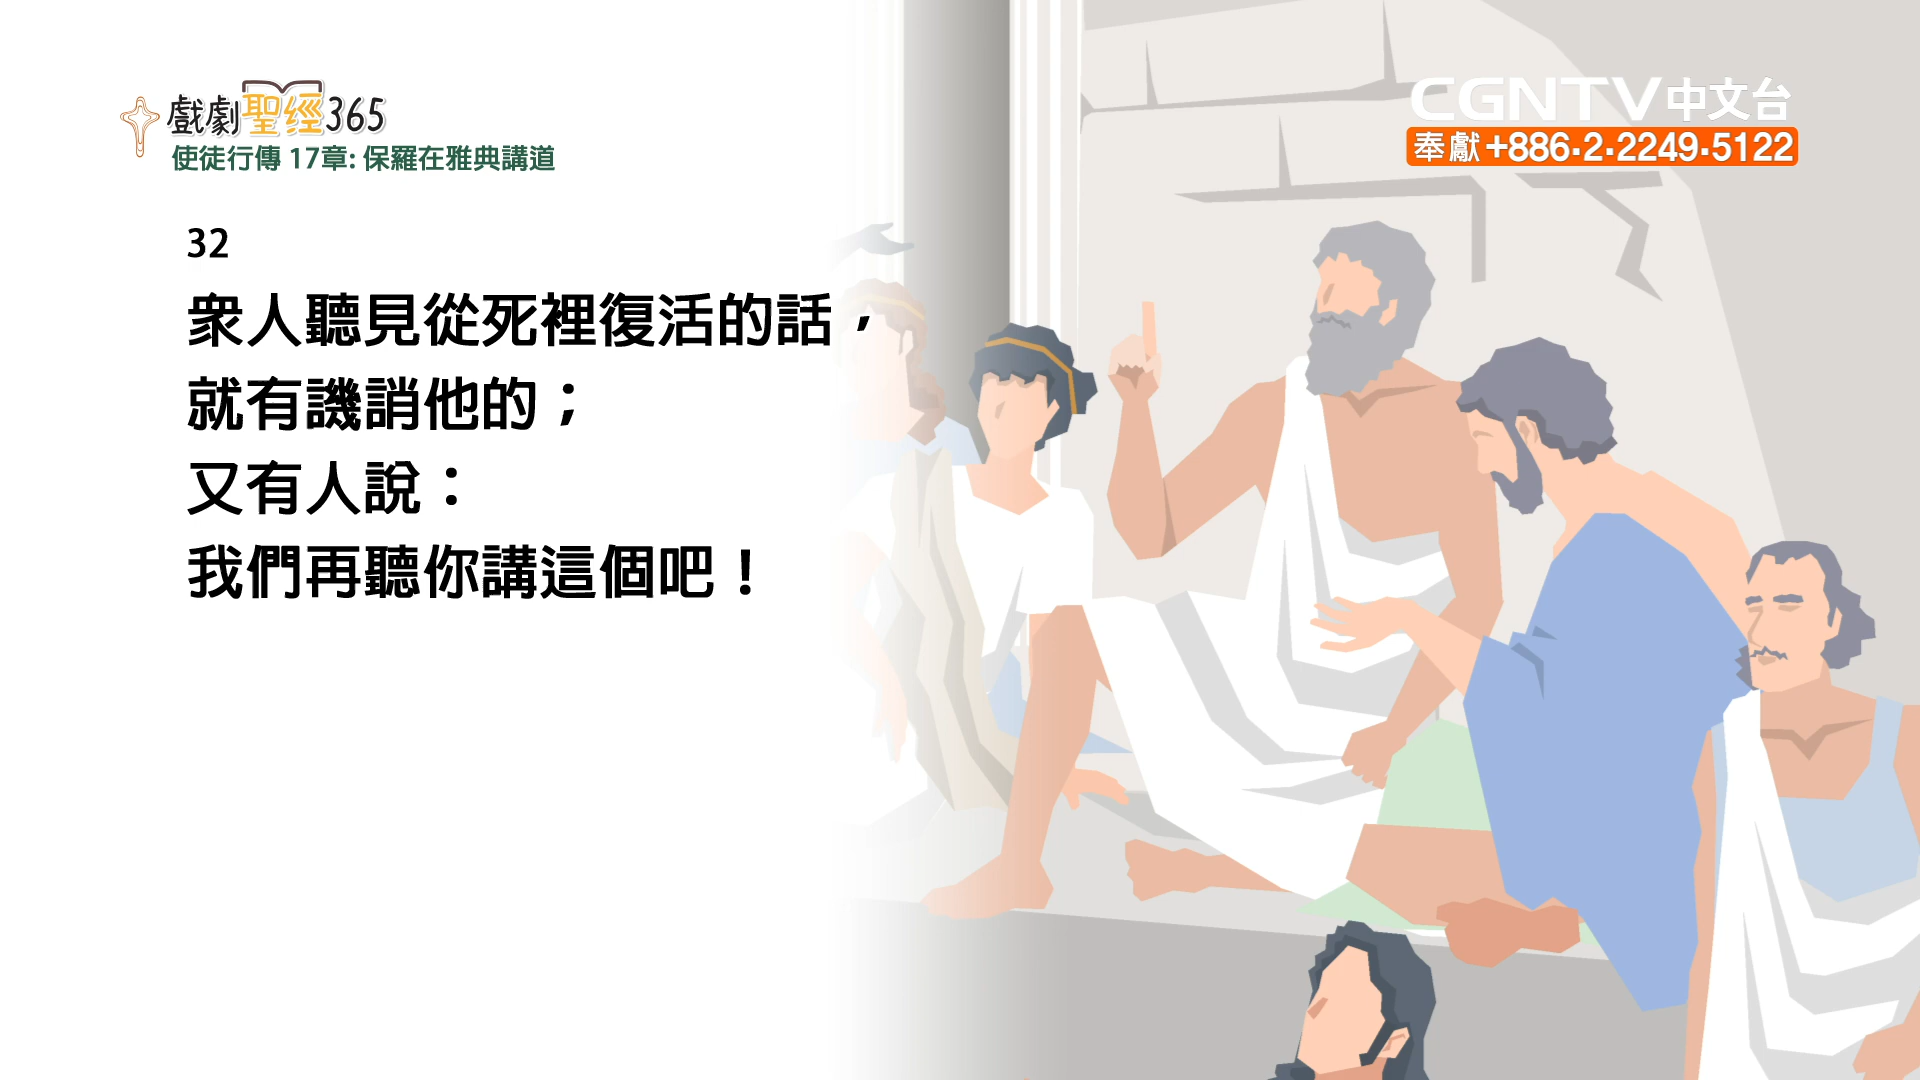 戲劇聖經365
使徒行傳 17章: 保羅在雅典講道
CGNTV中文台
奉獻 +886·2·2249·5122
32
眾人聽見從死裡復活的話，
就有譏誚他的；
又有人說：
我們再聽你講這個吧！